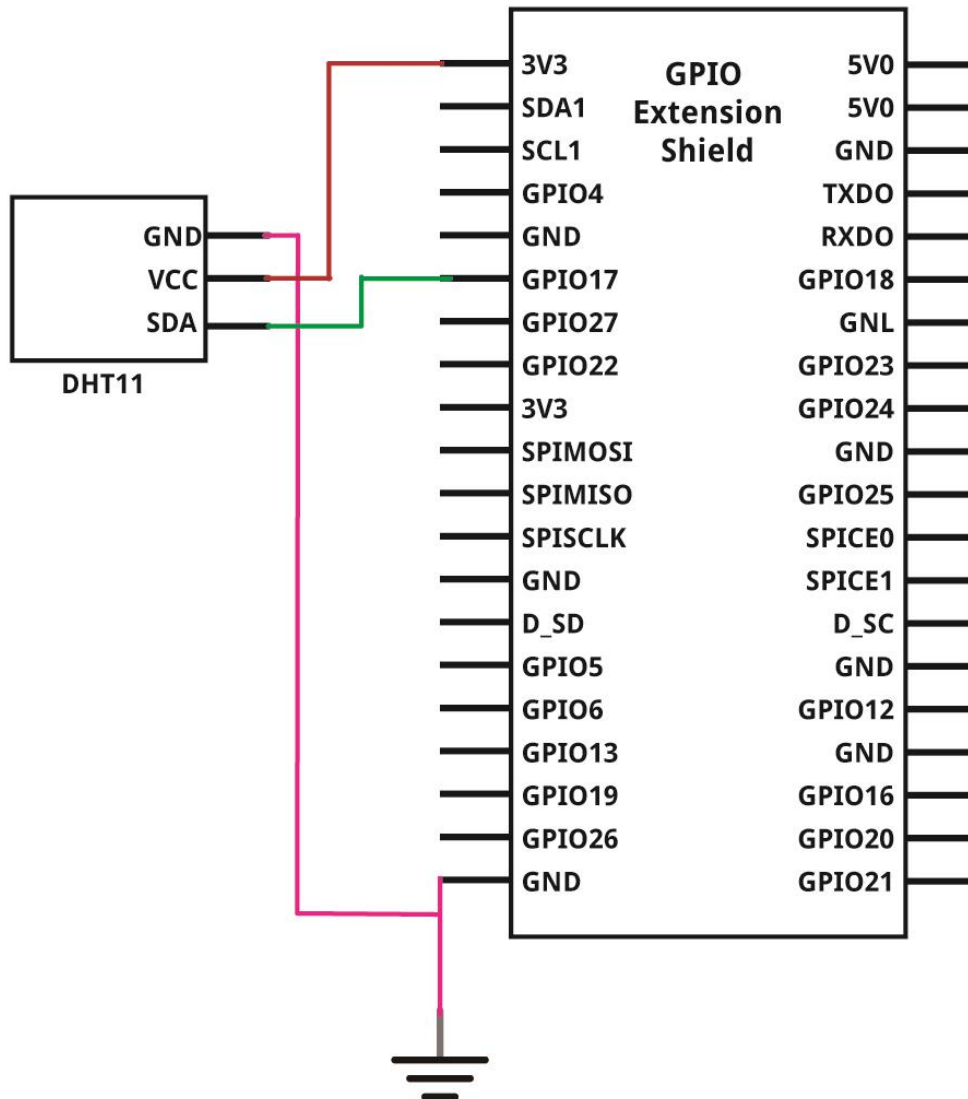 GPIO
Extension
Shield
3V3
SDA1
SCL1
GPIO4
GND
GPIO17
GPIO27
GPIO22
3V3
SPIMOSI
SPIMISO
SPISCLK
GND
D_SD
GPIO5
GPIO6
GPIO13
GPIO19
GPIO26
GND
5V0
5V0
GND
TXDO
RXDO
GPIO18
GNL
GPIO23
GPIO24
GND
GPIO25
SPICE0
SPICE1
D_SC
GND
GPIO12
GND
GPIO16
GPIO20
GPIO21
GND
VCC
SDA
DHT11